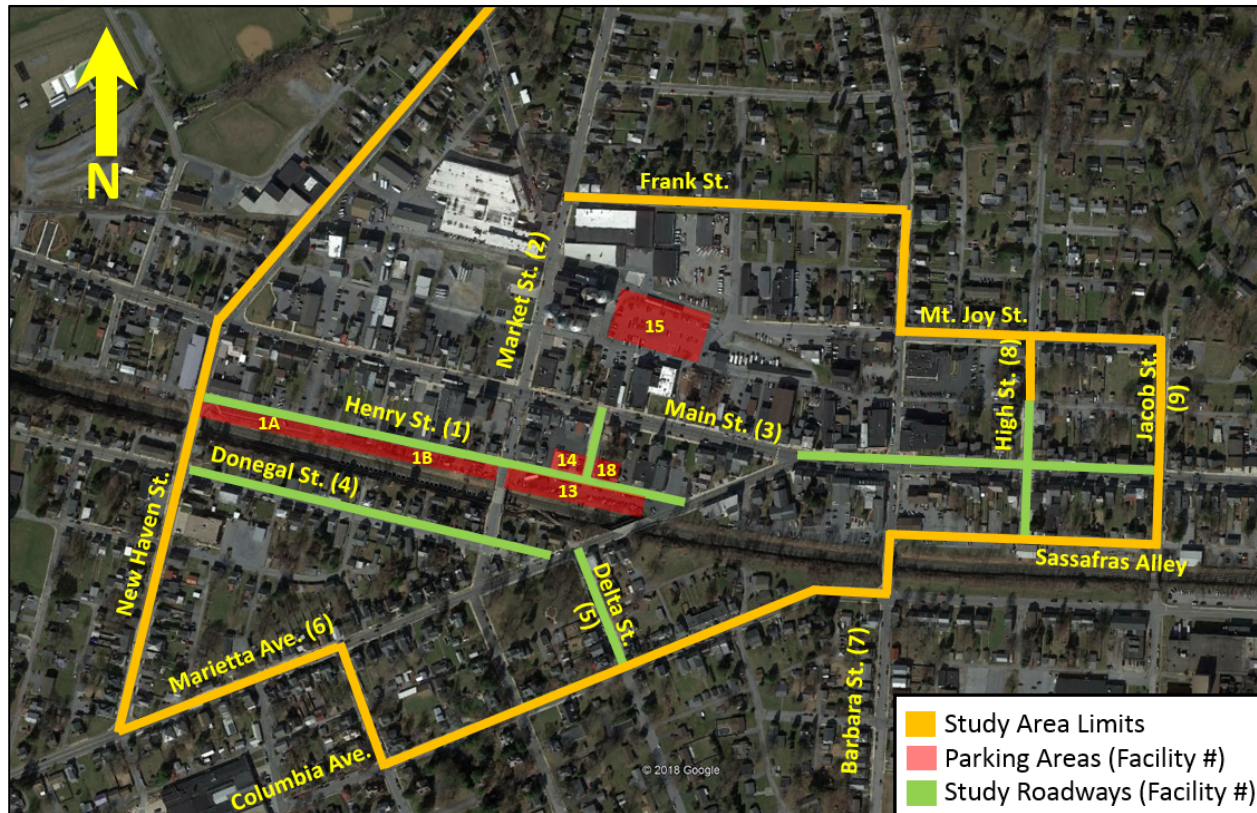 N
Frank St.
Market St. (2)
15
Mt. Joy St.
High St. (8)
Jacob St.
(9)
Henry St. (1)
Main St. (3)
1A
1B
14
18
13
Donegal St. (4)
New Haven St.
Sassafras Alley
Delta St.
(5)
Marietta Ave. (6)
Barbara St. (7)
Columbia Ave.
© 2018 Google
Study Area Limits
Parking Areas (Facility #)
Study Roadways (Facility #)